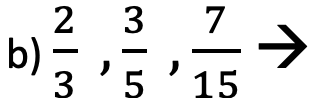 b) 2/3 , 3/5 , 7/15 →